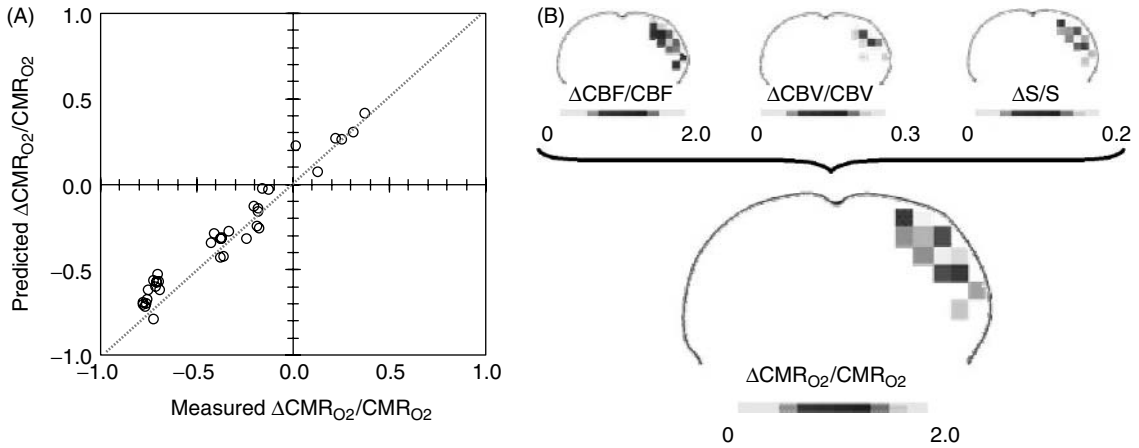 (A)
1.0
0.5
0.0
−0.5
−1.0
Predicted ΔCMRO2/CMRO2
−1.0 −0.5 0.0 0.5 1.0
Measured ΔCMRO2/CMRO2
(B)
ΔCBF/CBF ΔCBV/CBV ΔS/S
0 2.0 0 0.3 0 0.2
ΔCMRO2/CMRO2
0 2.0